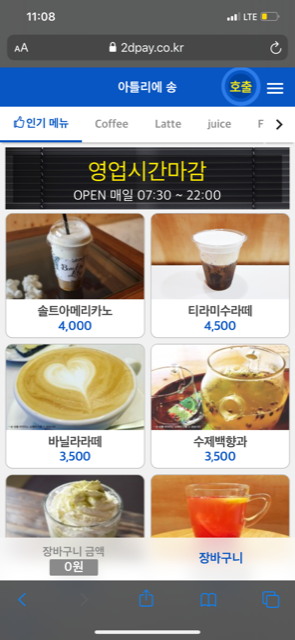 11:08
LTE
AA
2dpay.co.kr
아틀리에 송
호출
인기 메뉴
Coffee
Latte
juice
F
영업시간마감
OPEN 매일 07:30 ~ 22:00
솔트아메리카노
4,000
티라미수라떼
4,500
바닐라라떼
3,500
수제백향과
3,500
장바구니 금액
0원
장바구니